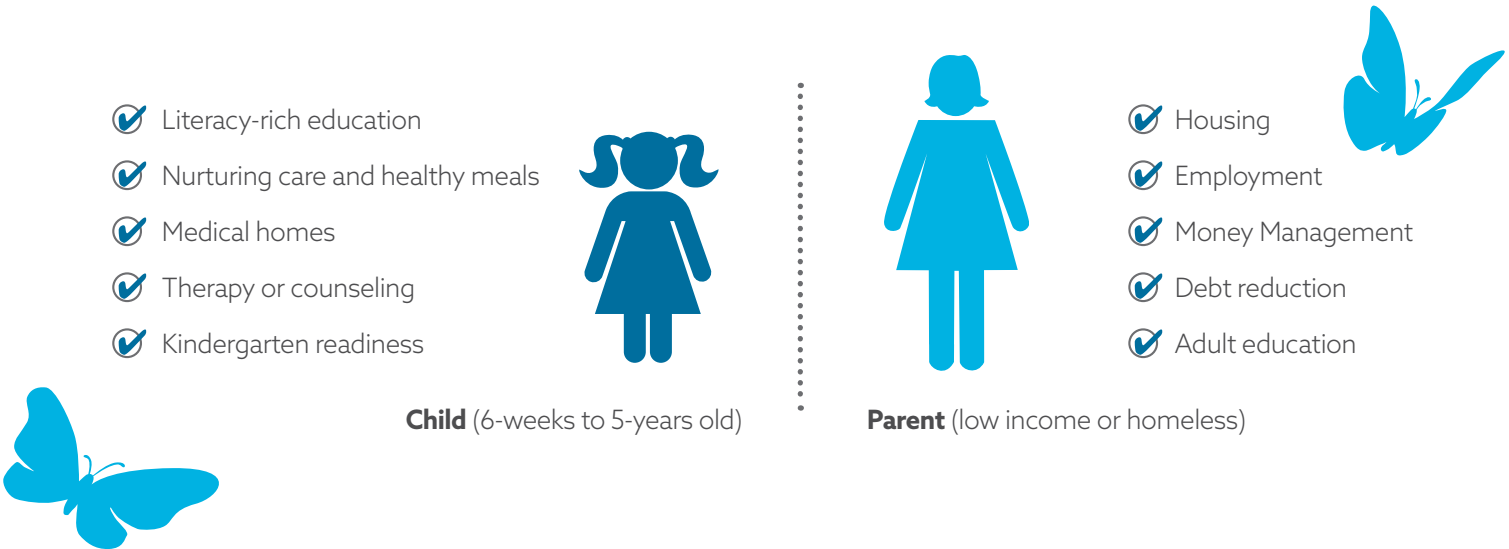 Literacy-rich education
Nurturing care and healthy meals
Medical homes
Therapy or counseling
Kindergarten readiness
Child (6-weeks to 5-years old)
Housing
Employment
Money Management
Debt reduction
Adult education
Parent (low income or homeless)